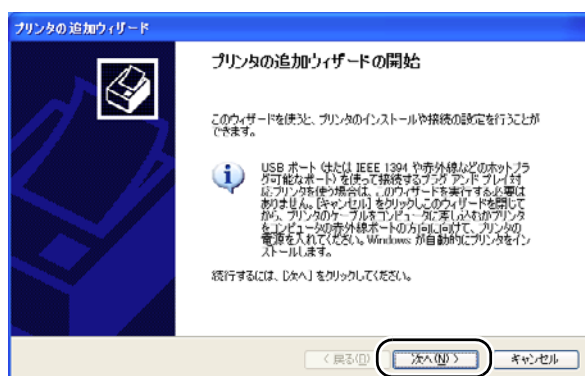 プリンタの追加ウィザード
プリンタの追加ウィザードの開始
このウィザードを使うと、プリンタのインストールや接続の設定を行うことが
できます。
USB ポート (または IEEE 1394 や赤外線などのホットプラ
グ可能なポート) を使って接続するプラグ アンド プレイ対
応プリンタを使う場合は、このウィザードを実行する必要は
ありません。[キャンセル] をクリックしこのウィザードを閉じて
から、プリンタのケーブルをコンピュータに差し込むかプリンタ
をコンピュータの赤外線ポートの方向に向けて、プリンタの
電源を入れてください。Windows が自動的にプリンタをイン
ストールします。
続行するには、[次へ] をクリックしてください。
< 戻る(B)
次へ(N) >
キャンセル